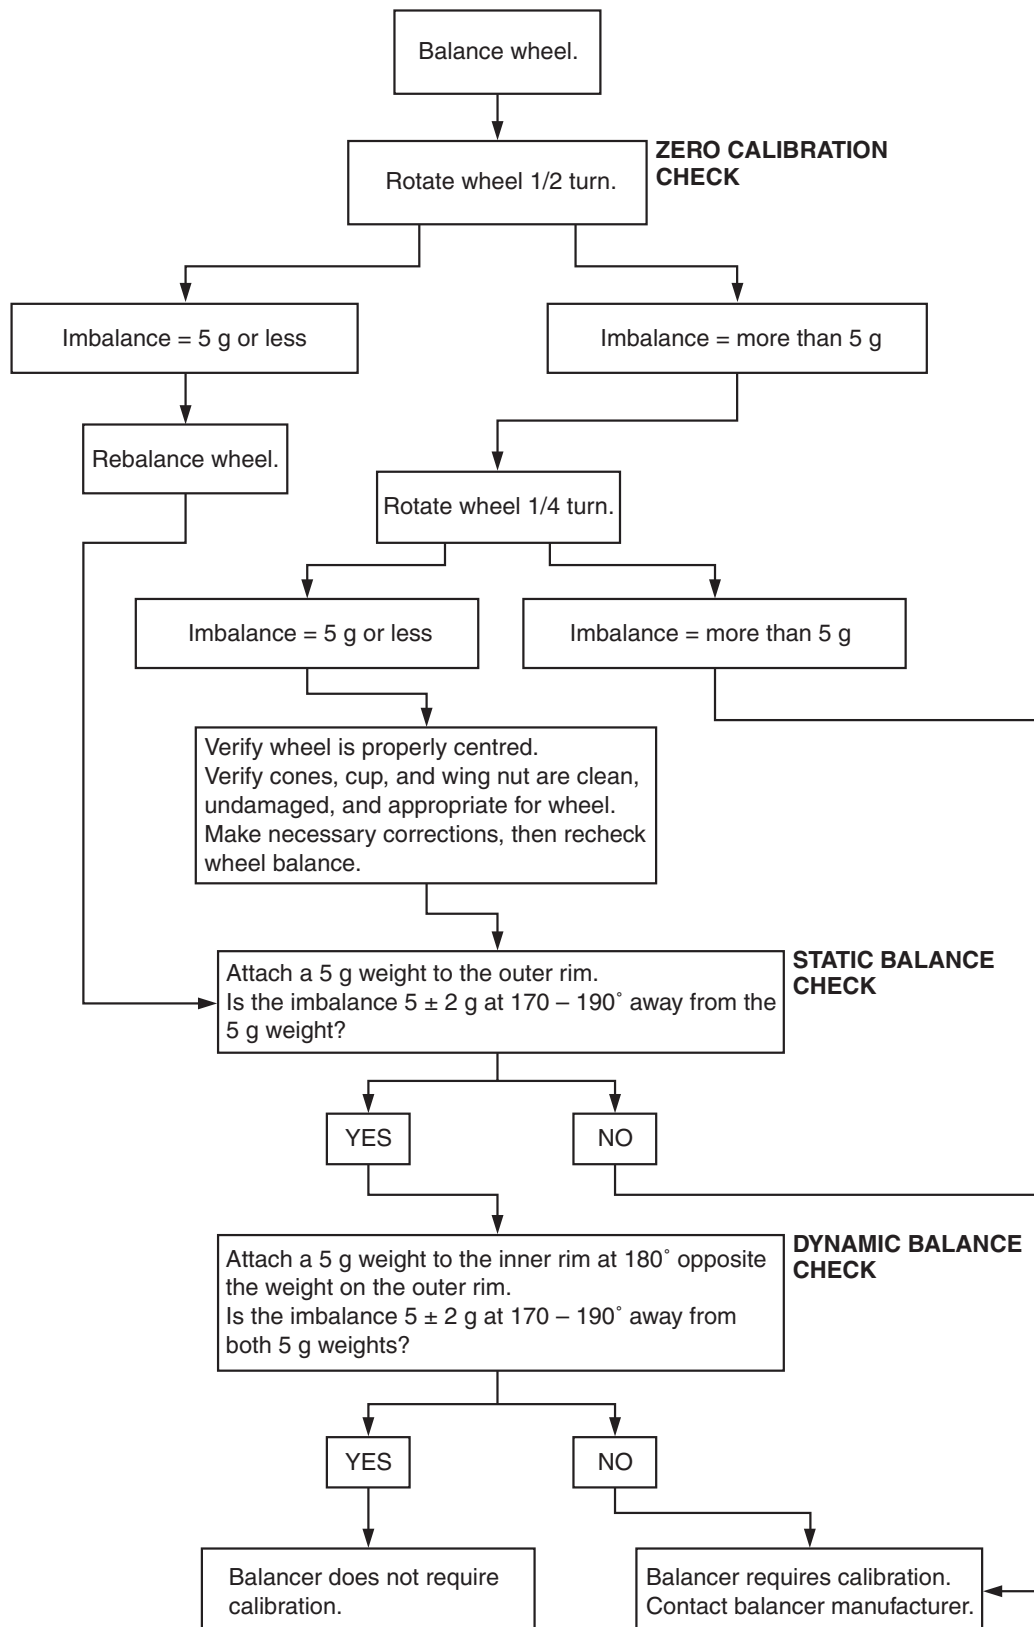 Balance wheel.
ZERO CALIBRATION
CHECK
Rotate wheel 1/2 turn.
Imbalance = 5 g or less
Imbalance = more than 5 g
Rebalance wheel.
Rotate wheel 1/4 turn.
Imbalance = 5 g or less
Imbalance = more than 5 g
Verify wheel is properly centred.
Verify cones, cup, and wing nut are clean,
undamaged, and appropriate for wheel.
Make necessary corrections, then recheck
wheel balance.
STATIC BALANCE
CHECK
Attach a 5 g weight to the outer rim.
Is the imbalance 5 ± 2 g at 170 – 190˚ away from the
5 g weight?
YES
NO
DYNAMIC BALANCE
CHECK
Attach a 5 g weight to the inner rim at 180˚ opposite
the weight on the outer rim.
Is the imbalance 5 ± 2 g at 170 – 190˚ away from
both 5 g weights?
YES
NO
Balancer does not require
calibration.
Balancer requires calibration.
Contact balancer manufacturer.